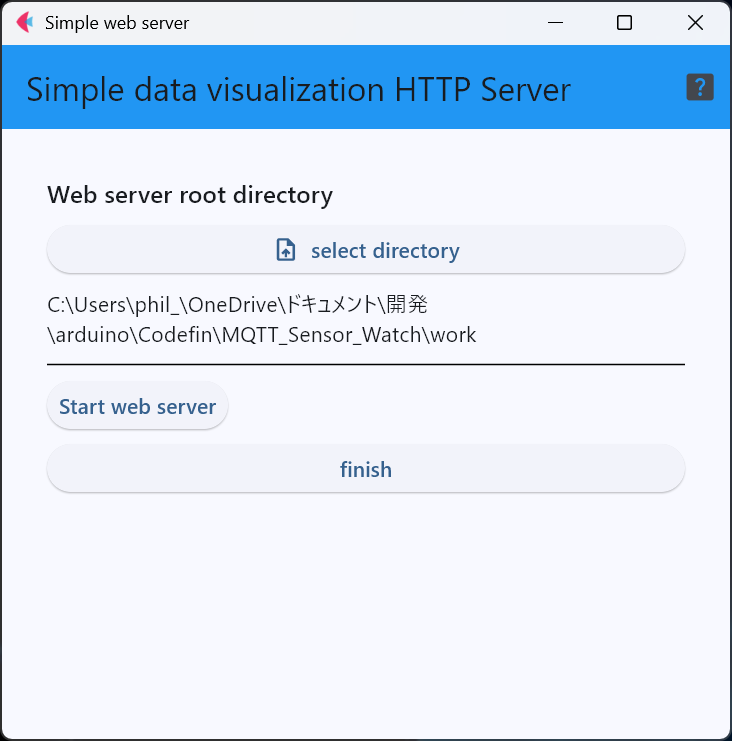 Simple web server
Simple data visualization HTTP Server
?
Web server root directory
select directory
C:\Users\phil_\OneDrive\ドキュメント\開発
\arduino\Codefin\MQTT_Sensor_Watch\work
Start web server
finish